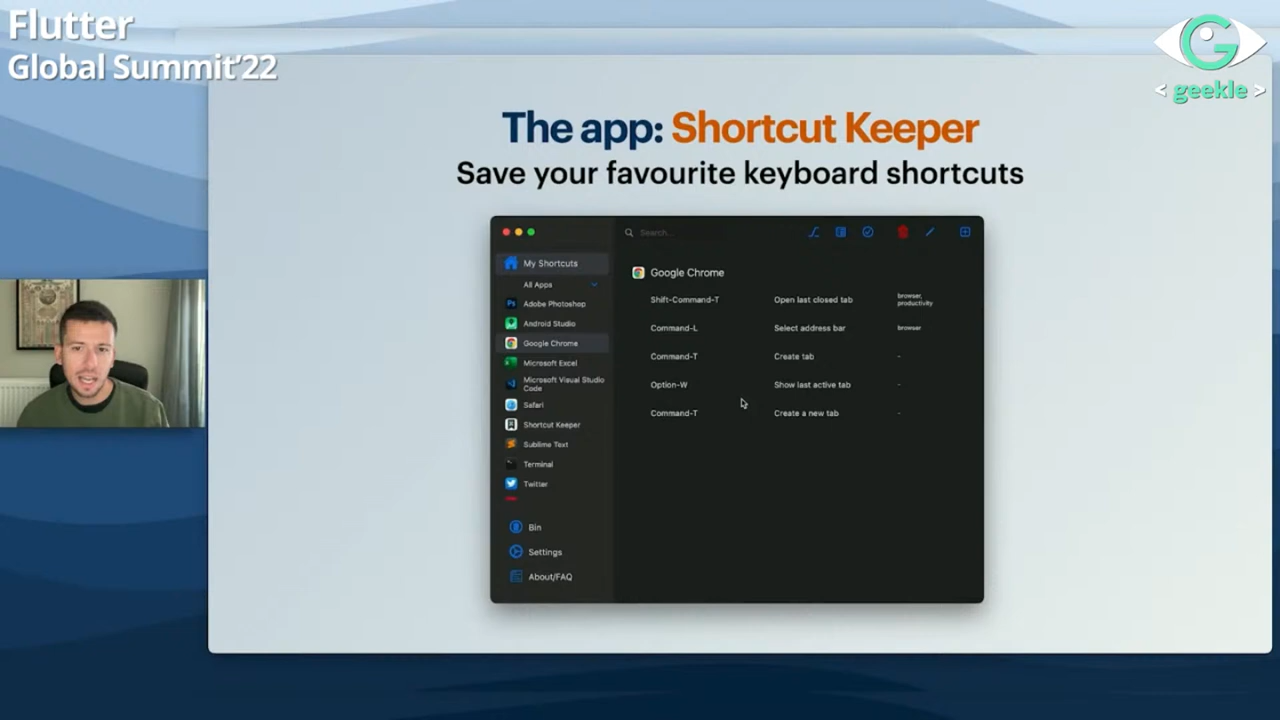 Flutter
Global Summit'22
< geekle >
The app: Shortcut Keeper
Save your favourite keyboard shortcuts
Search...
My Shortcuts
All Apps
Adobe Photoshop
Android Studio
Google Chrome
Microsoft Excel
Microsoft Visual Studio
Code
Safari
Shortcut Keeper
Sublime Text
Terminal
Twitter
Bin
Settings
About/FAQ
Google Chrome
Shift-Command-T Open last closed tab browser,
productivity
Command-L Select address bar browser
Command-T Create tab -
Option-W Show last active tab -
Command-T Create a new tab -